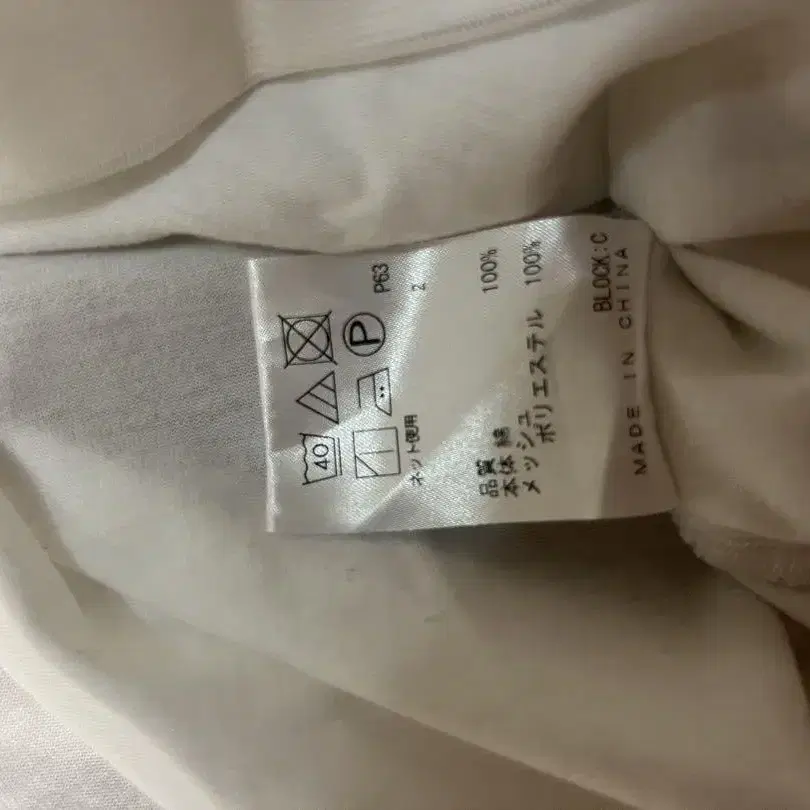 40
P
P63
2
ネット使用
品質
本体 綿 100%
メッシュ
ポリエステル 100%
BLOCK:C
MADE IN CHINA